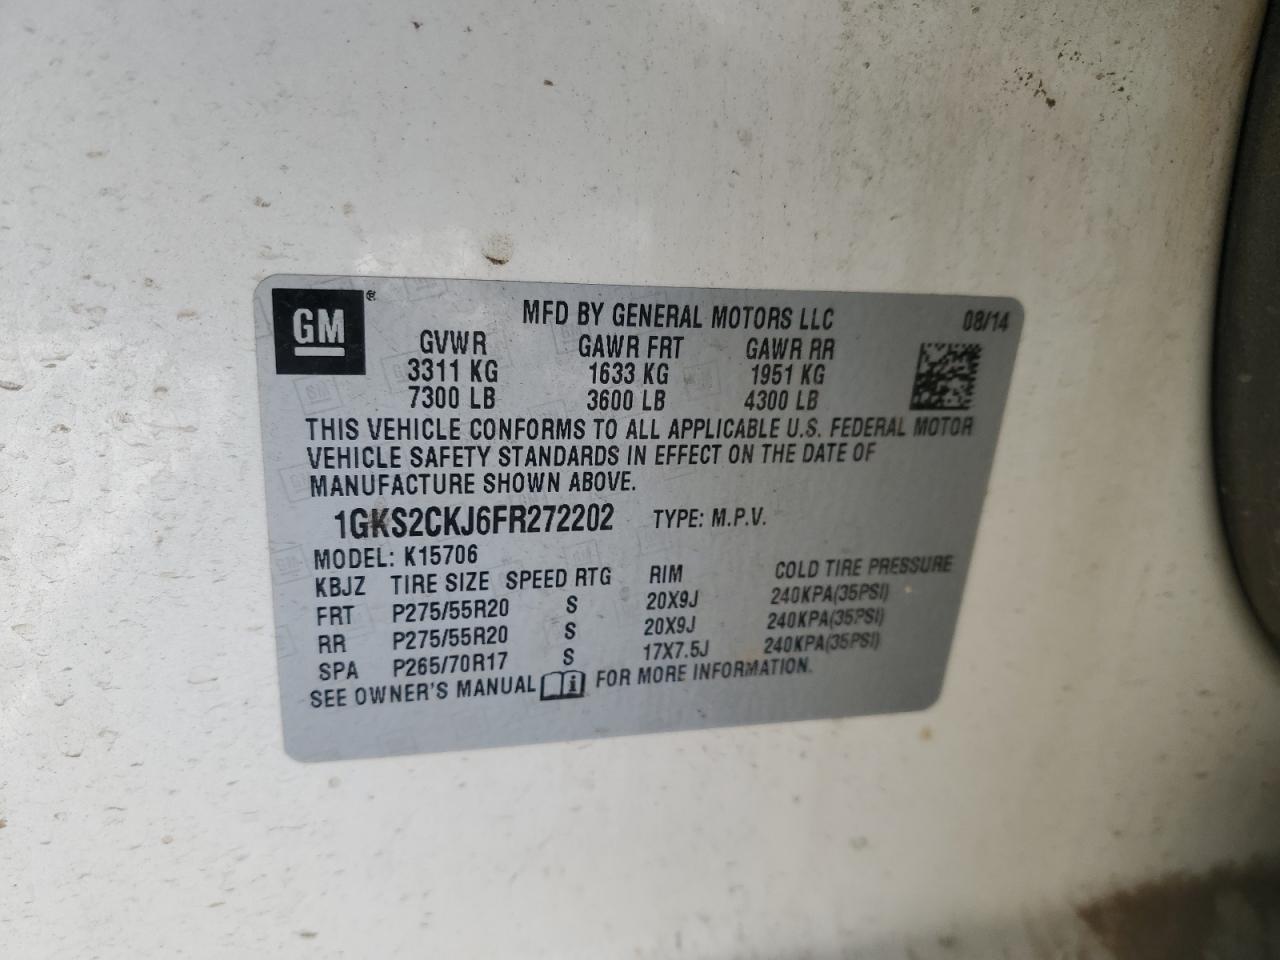 GM ®
MFD BY GENERAL MOTORS LLC 08/14
GVWR GAWR FRT GAWR RR
3311 KG 1633 KG 1951 KG
7300 LB 3600 LB 4300 LB
THIS VEHICLE CONFORMS TO ALL APPLICABLE U.S. FEDERAL MOTOR
VEHICLE SAFETY STANDARDS IN EFFECT ON THE DATE OF
MANUFACTURE SHOWN ABOVE.
1GKS2CKJ6FR272202 TYPE: M.P.V.
MODEL: K15706
KBJZ TIRE SIZE SPEED RTG RIM COLD TIRE PRESSURE
FRT P275/55R20 S 20X9J 240KPA(35PSI)
RR P275/55R20 S 20X9J 240KPA(35PSI)
SPA P265/70R17 S 17X7.5J 240KPA(35PSI)
SEE OWNER'S MANUAL i FOR MORE INFORMATION.